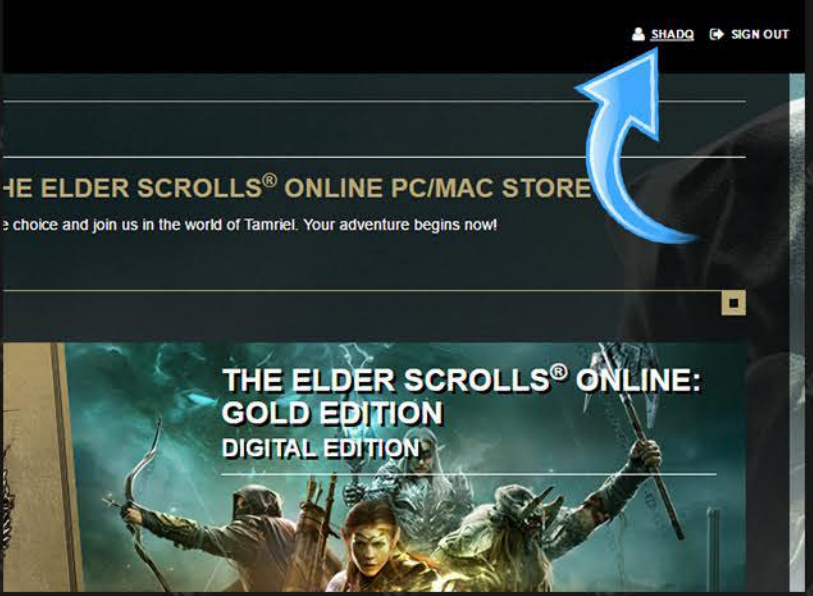 SHADQ SIGN OUT
HE ELDER SCROLLS® ONLINE PC/MAC STORE
e choice and join us in the world of Tamriel. Your adventure begins now!
THE ELDER SCROLLS® ONLINE:
GOLD EDITION
DIGITAL EDITION